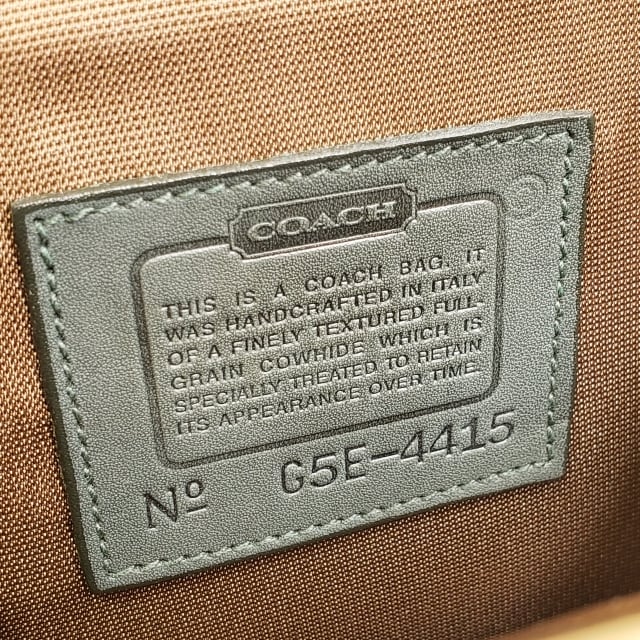 COACH
THIS IS A COACH BAG. IT
WAS HANDCRAFTED IN ITALY
OF A FINELY TEXTURED FULL-
GRAIN COWHIDE WHICH IS
SPECIALLY TREATED TO RETAIN
ITS APPEARANCE OVER TIME.
Nº G5E-4415